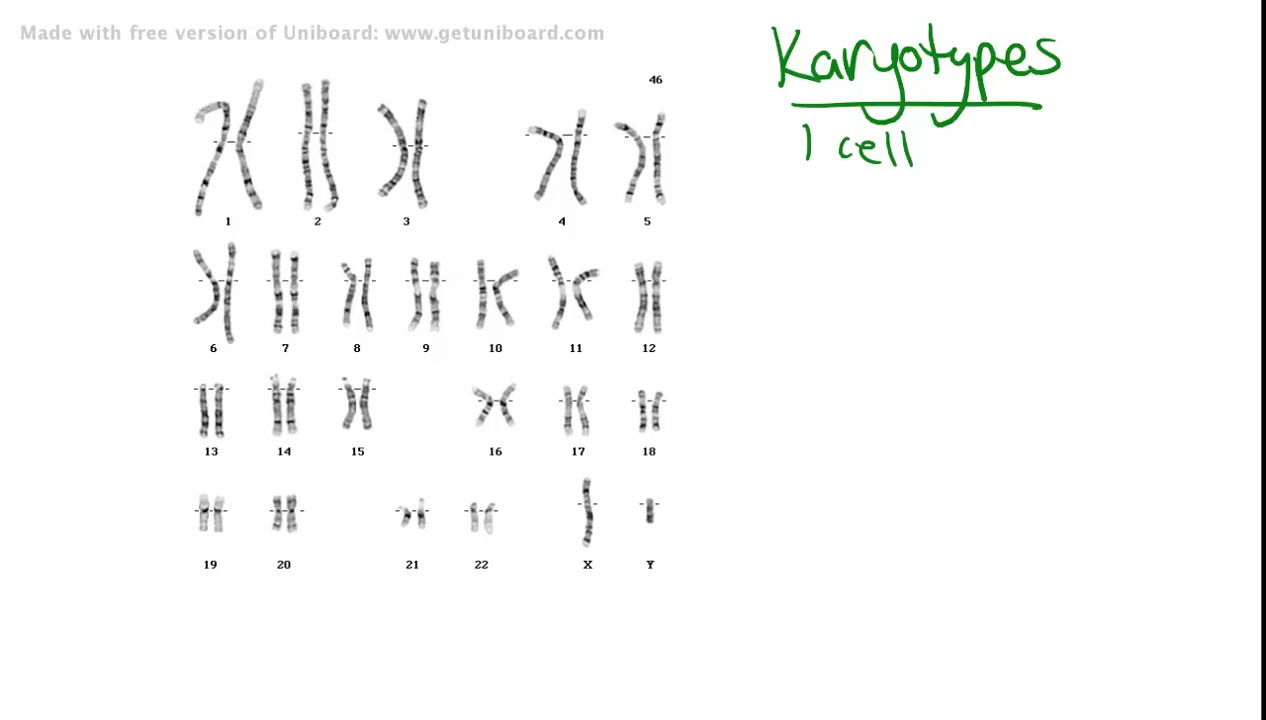 Made with free version of Uniboard: www.getuniboard.com
Karyotypes
1 cell
46
1 2 3 4 5
6 7 8 9 10 11 12
13 14 15 16 17 18
19 20 21 22 X Y